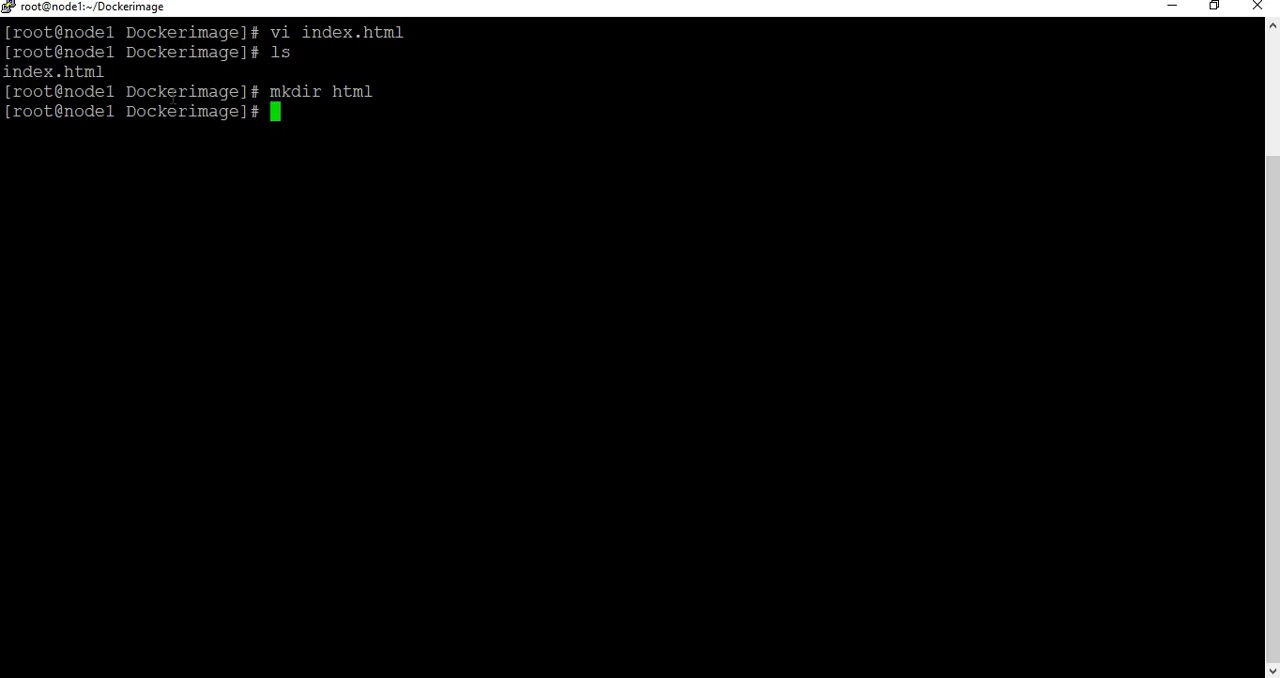 root@node1:~/Dockerimage
[root@node1 Dockerimage]# vi index.html
[root@node1 Dockerimage]# ls
index.html
[root@node1 Dockerimage]# mkdir html
[root@node1 Dockerimage]#